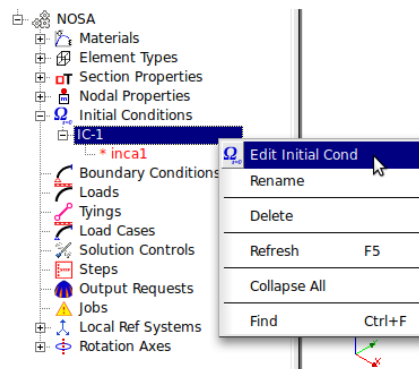 NOSA
Materials
Element Types
Section Properties
Nodal Properties
Initial Conditions
IC-1
* inca1
Boundary Conditions
Loads
Tyings
Load Cases
Solution Controls
Steps
Output Requests
Jobs
Local Ref Systems
Rotation Axes
Edit Initial Cond
Rename
Delete
Refresh F5
Collapse All
Find Ctrl+F